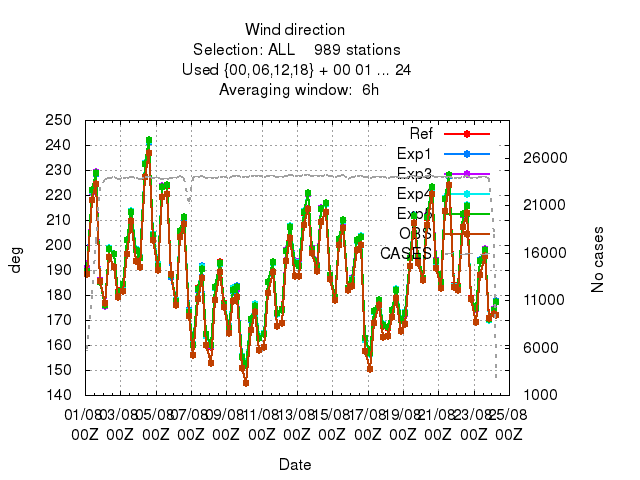 Wind direction
Selection: ALL 989 stations
Used {00,06,12,18} + 00 01 ... 24
Averaging window: 6h
250
240
230
220
210
200
190
180
170
160
150
140
deg
26000
21000
16000
11000
6000
1000
No cases
Ref
Exp1
Exp3
Exp4
Exp5
OBS
CASES
01/08 03/08 05/08 07/08 09/08 11/08 13/08 15/08 17/08 19/08 21/08 23/08 25/08
00Z 00Z 00Z 00Z 00Z 00Z 00Z 00Z 00Z 00Z 00Z 00Z 00Z
Date